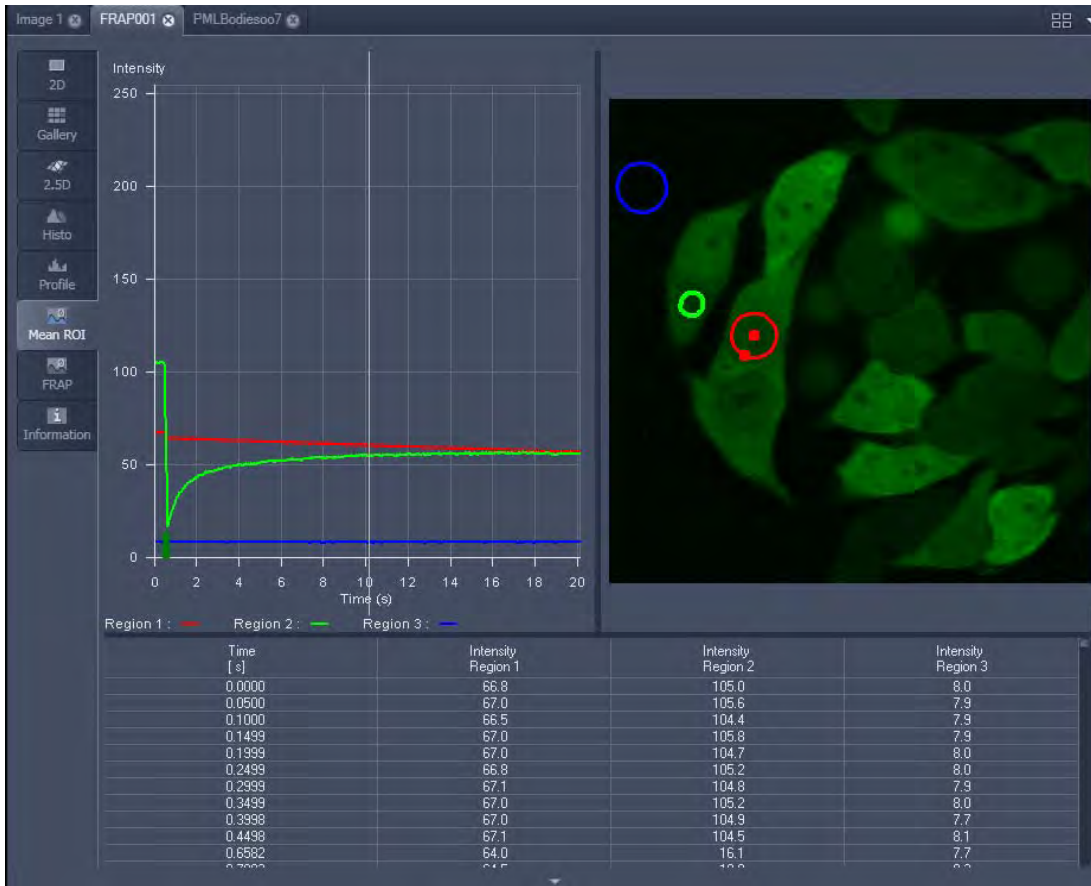 Image 1
FRAP001
PMLBodiesoo7
2D
Gallery
2.5D
Histo
Profile
Mean ROI
FRAP
Information
Intensity
250
200
150
100
50
0
0 2 4 6 8 10 12 14 16 18 20
Time (s)
Region 1 : Region 2 : Region 3 :
Time Intensity Intensity Intensity
[ s] Region 1 Region 2 Region 3
0.0000 66.8 105.0 8.0
0.0500 67.0 105.6 7.9
0.1000 66.5 104.4 7.9
0.1499 67.0 105.8 7.9
0.1999 67.0 104.7 8.0
0.2499 66.8 105.2 8.0
0.2999 67.1 104.8 7.9
0.3499 67.0 105.2 8.0
0.3998 67.0 104.9 7.7
0.4498 67.1 104.5 8.1
0.6582 64.0 16.1 7.7